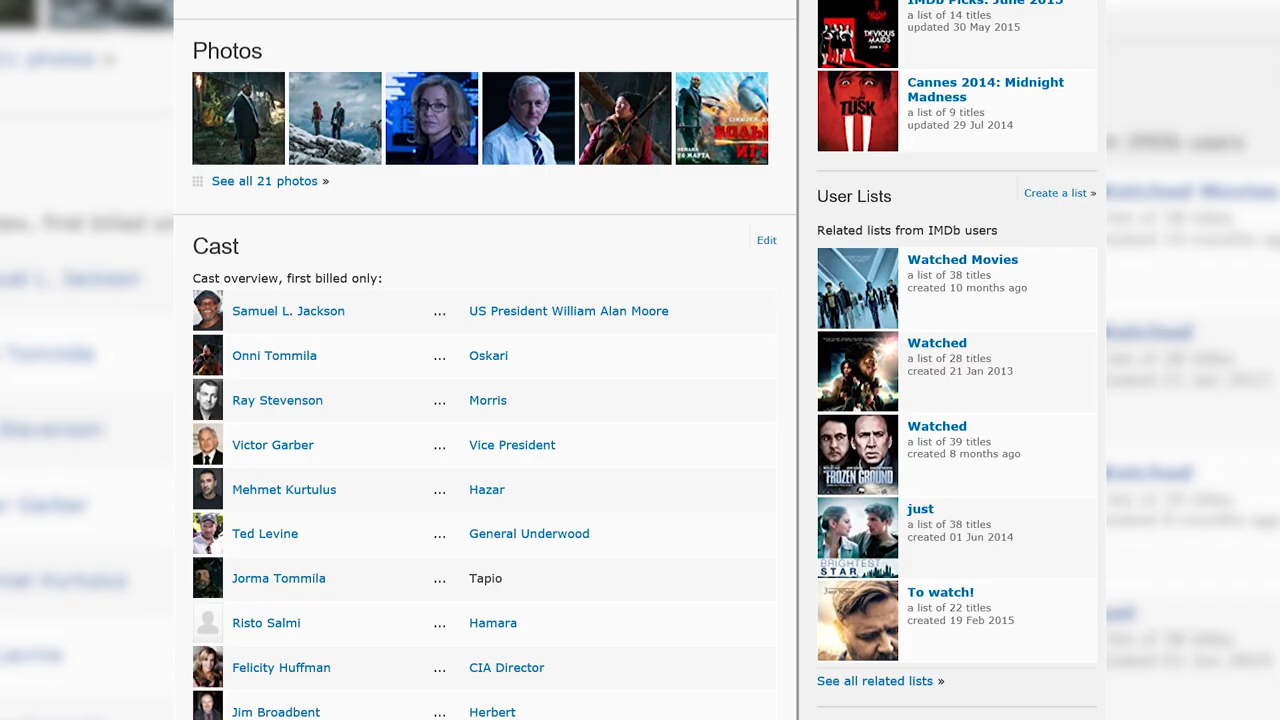 Photos
See all 21 photos »
Cast
Edit
Cast overview, first billed only:
Samuel L. Jackson ... US President William Alan Moore
Onni Tommila ... Oskari
Ray Stevenson ... Morris
Victor Garber ... Vice President
Mehmet Kurtulus ... Hazar
Ted Levine ... General Underwood
Jorma Tommila ... Tapio
Risto Salmi ... Hamara
Felicity Huffman ... CIA Director
Jim Broadbent ... Herbert
IMDb Picks: June 2015
a list of 14 titles
updated 30 May 2015
DEVIOUS
MAIDS
Cannes 2014: Midnight
Madness
a list of 9 titles
updated 29 Jul 2014
TUSK
User Lists
Create a list »
Related lists from IMDb users
Watched Movies
a list of 38 titles
created 10 months ago
Watched
a list of 28 titles
created 21 Jan 2013
Watched
a list of 39 titles
created 8 months ago
FROZEN GROUND
just
a list of 38 titles
created 01 Jun 2014
BRIGHTEST
STAR
To watch!
a list of 22 titles
created 19 Feb 2015
See all related lists »